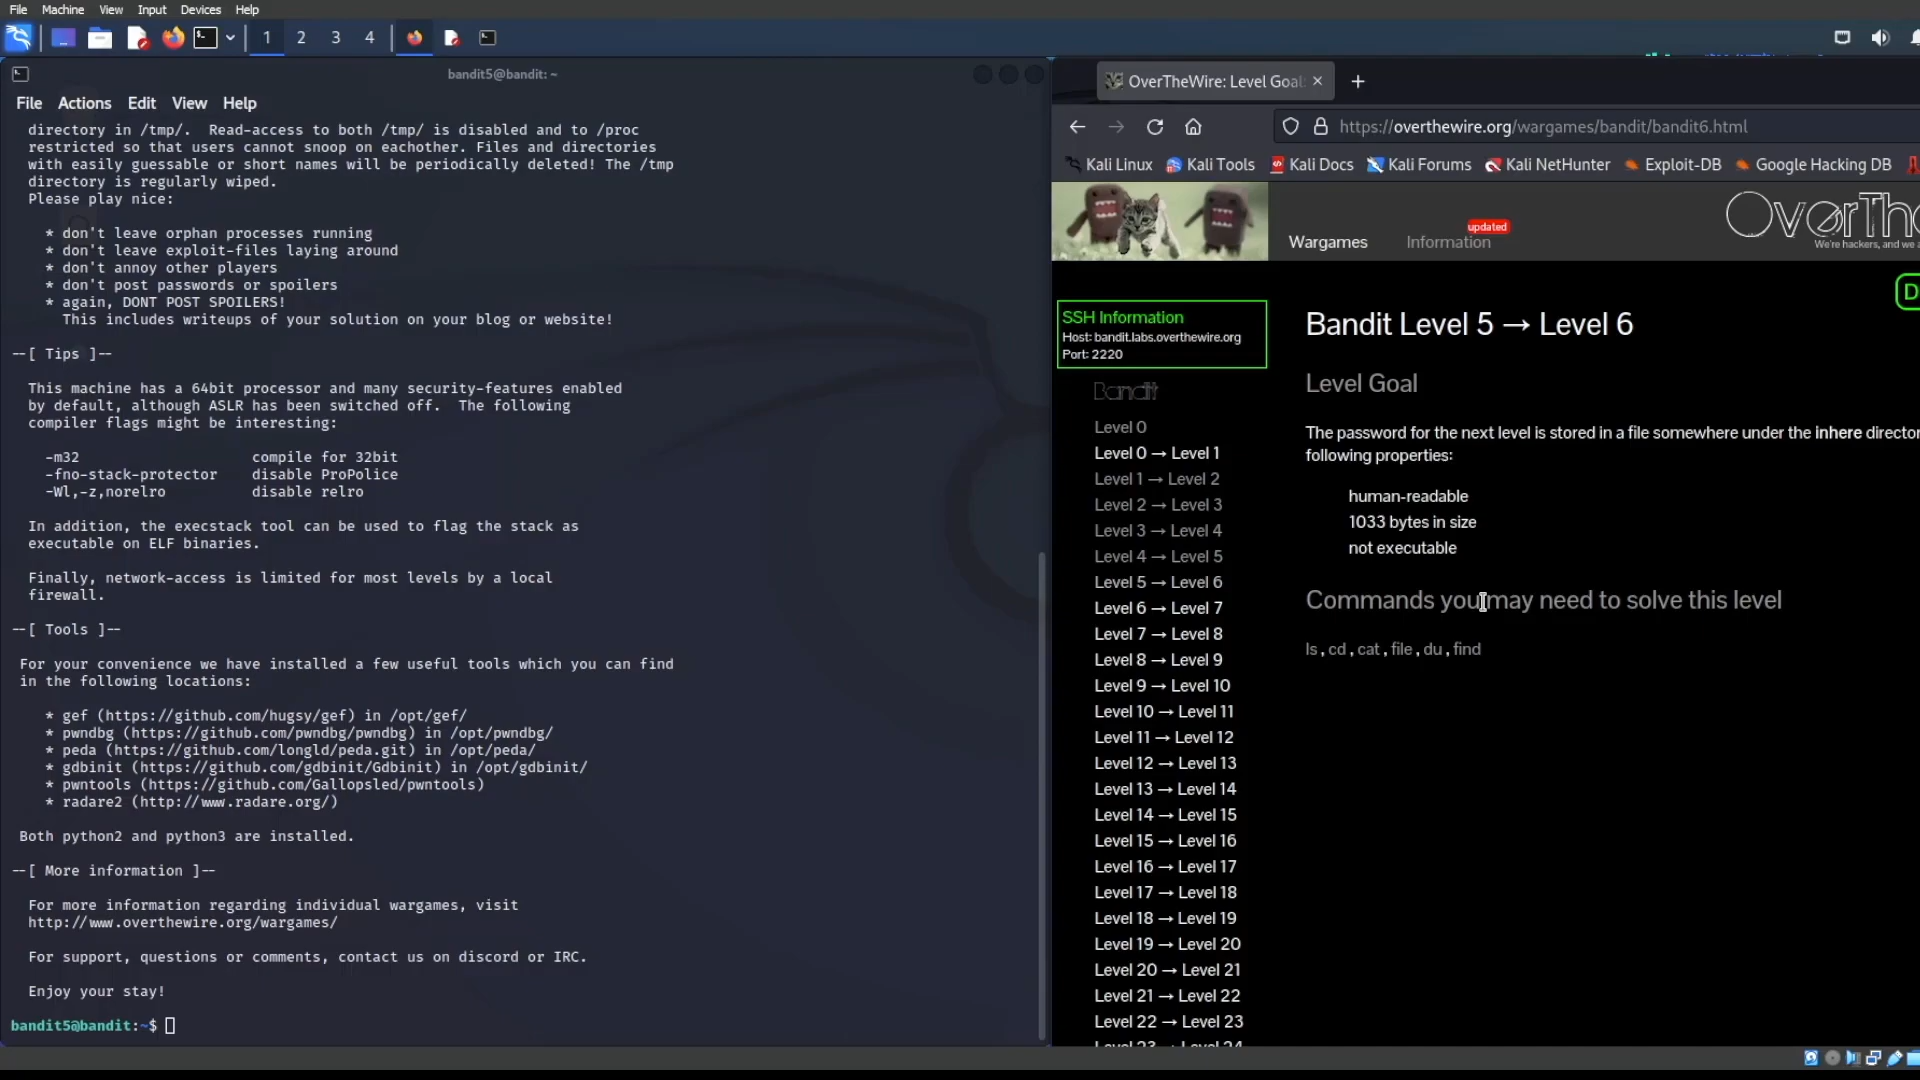 File Machine View Input Devices Help
1 2 3 4
bandit5@bandit: ~
File Actions Edit View Help
directory in /tmp/. Read-access to both /tmp/ is disabled and to /proc
restricted so that users cannot snoop on eachother. Files and directories
with easily guessable or short names will be periodically deleted! The /tmp
directory is regularly wiped.
Please play nice:
* don't leave orphan processes running
* don't leave exploit-files laying around
* don't annoy other players
* don't post passwords or spoilers
* again, DONT POST SPOILERS!
This includes writeups of your solution on your blog or website!
--[ Tips ]--
This machine has a 64bit processor and many security-features enabled
by default, although ASLR has been switched off. The following
compiler flags might be interesting:
-m32 compile for 32bit
-fno-stack-protector disable ProPolice
-Wl,-z,norelro disable relro
In addition, the execstack tool can be used to flag the stack as
executable on ELF binaries.
Finally, network-access is limited for most levels by a local
firewall.
--[ Tools ]--
For your convenience we have installed a few useful tools which you can find
in the following locations:
* gef (https://github.com/hugsy/gef) in /opt/gef/
* pwndbg (https://github.com/pwndbg/pwndbg) in /opt/pwndbg/
* peda (https://github.com/longld/peda.git) in /opt/peda/
* gdbinit (https://github.com/gdbinit/Gdbinit) in /opt/gdbinit/
* pwntools (https://github.com/Gallopsled/pwntools)
* radare2 (http://www.radare.org/)
Both python2 and python3 are installed.
--[ More information ]--
For more information regarding individual wargames, visit
http://www.overthewire.org/wargames/
For support, questions or comments, contact us on discord or IRC.
Enjoy your stay!
bandit5@bandit:~$
OverTheWire: Level Goal
https://overthewire.org/wargames/bandit/bandit6.html
Kali Linux Kali Tools Kali Docs Kali Forums Kali NetHunter Exploit-DB Google Hacking DB
Wargames Information updated
OverTh
We're hackers, and we a
D
SSH Information
Host: bandit.labs.overthewire.org
Port: 2220
Bandit
Level 0
Level 0 → Level 1
Level 1 → Level 2
Level 2 → Level 3
Level 3 → Level 4
Level 4 → Level 5
Level 5 → Level 6
Level 6 → Level 7
Level 7 → Level 8
Level 8 → Level 9
Level 9 → Level 10
Level 10 → Level 11
Level 11 → Level 12
Level 12 → Level 13
Level 13 → Level 14
Level 14 → Level 15
Level 15 → Level 16
Level 16 → Level 17
Level 17 → Level 18
Level 18 → Level 19
Level 19 → Level 20
Level 20 → Level 21
Level 21 → Level 22
Level 22 → Level 23
Level 23 → Level 24
Bandit Level 5 → Level 6
Level Goal
The password for the next level is stored in a file somewhere under the inhere director
following properties:
human-readable
1033 bytes in size
not executable
Commands you may need to solve this level
ls , cd , cat , file , du , find